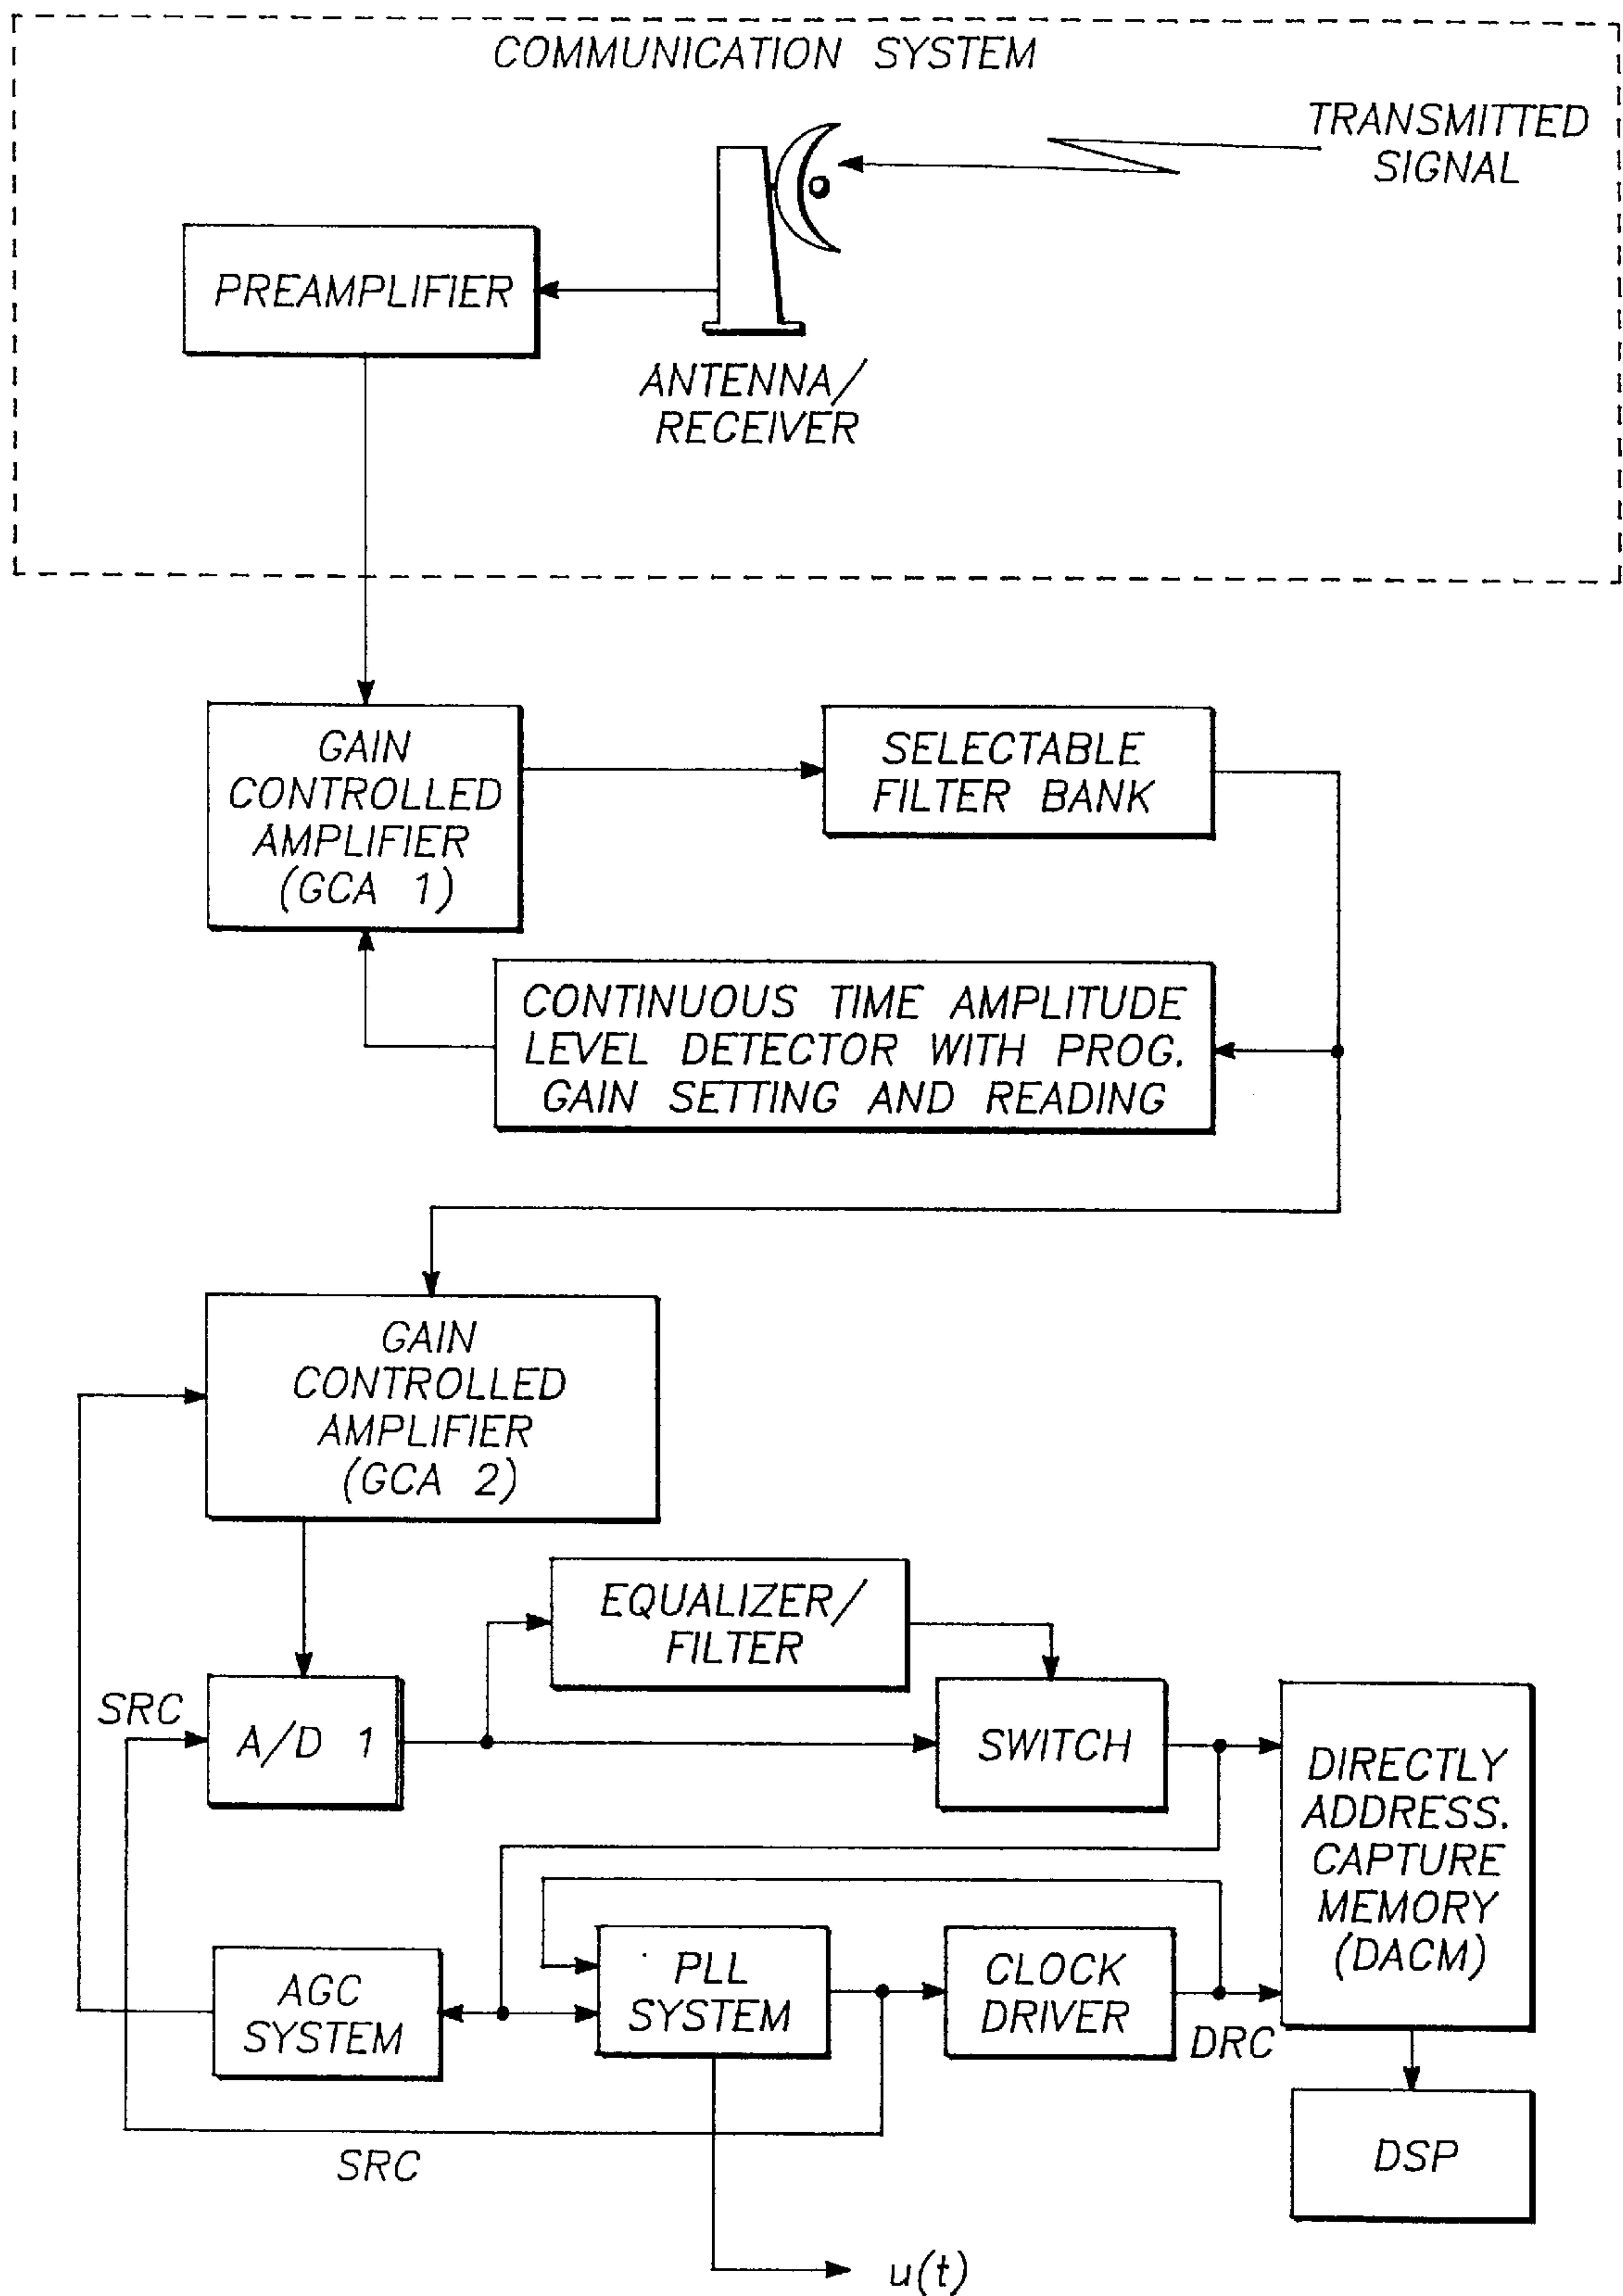 COMMUNICATION SYSTEM
TRANSMITTED
SIGNAL
PREAMPLIFIER
ANTENNA/
RECEIVER
GAIN
CONTROLLED
AMPLIFIER
(GCA 1)
SELECTABLE
FILTER BANK
CONTINUOUS TIME AMPLITUDE
LEVEL DETECTOR WITH PROG.
GAIN SETTING AND READING
GAIN
CONTROLLED
AMPLIFIER
(GCA 2)
EQUALIZER/
FILTER
SRC
A/D 1
SWITCH
DIRECTLY
ADDRESS.
CAPTURE
MEMORY
(DACM)
AGC
SYSTEM
PLL
SYSTEM
CLOCK
DRIVER
DRC
SRC
DSP
u(t)